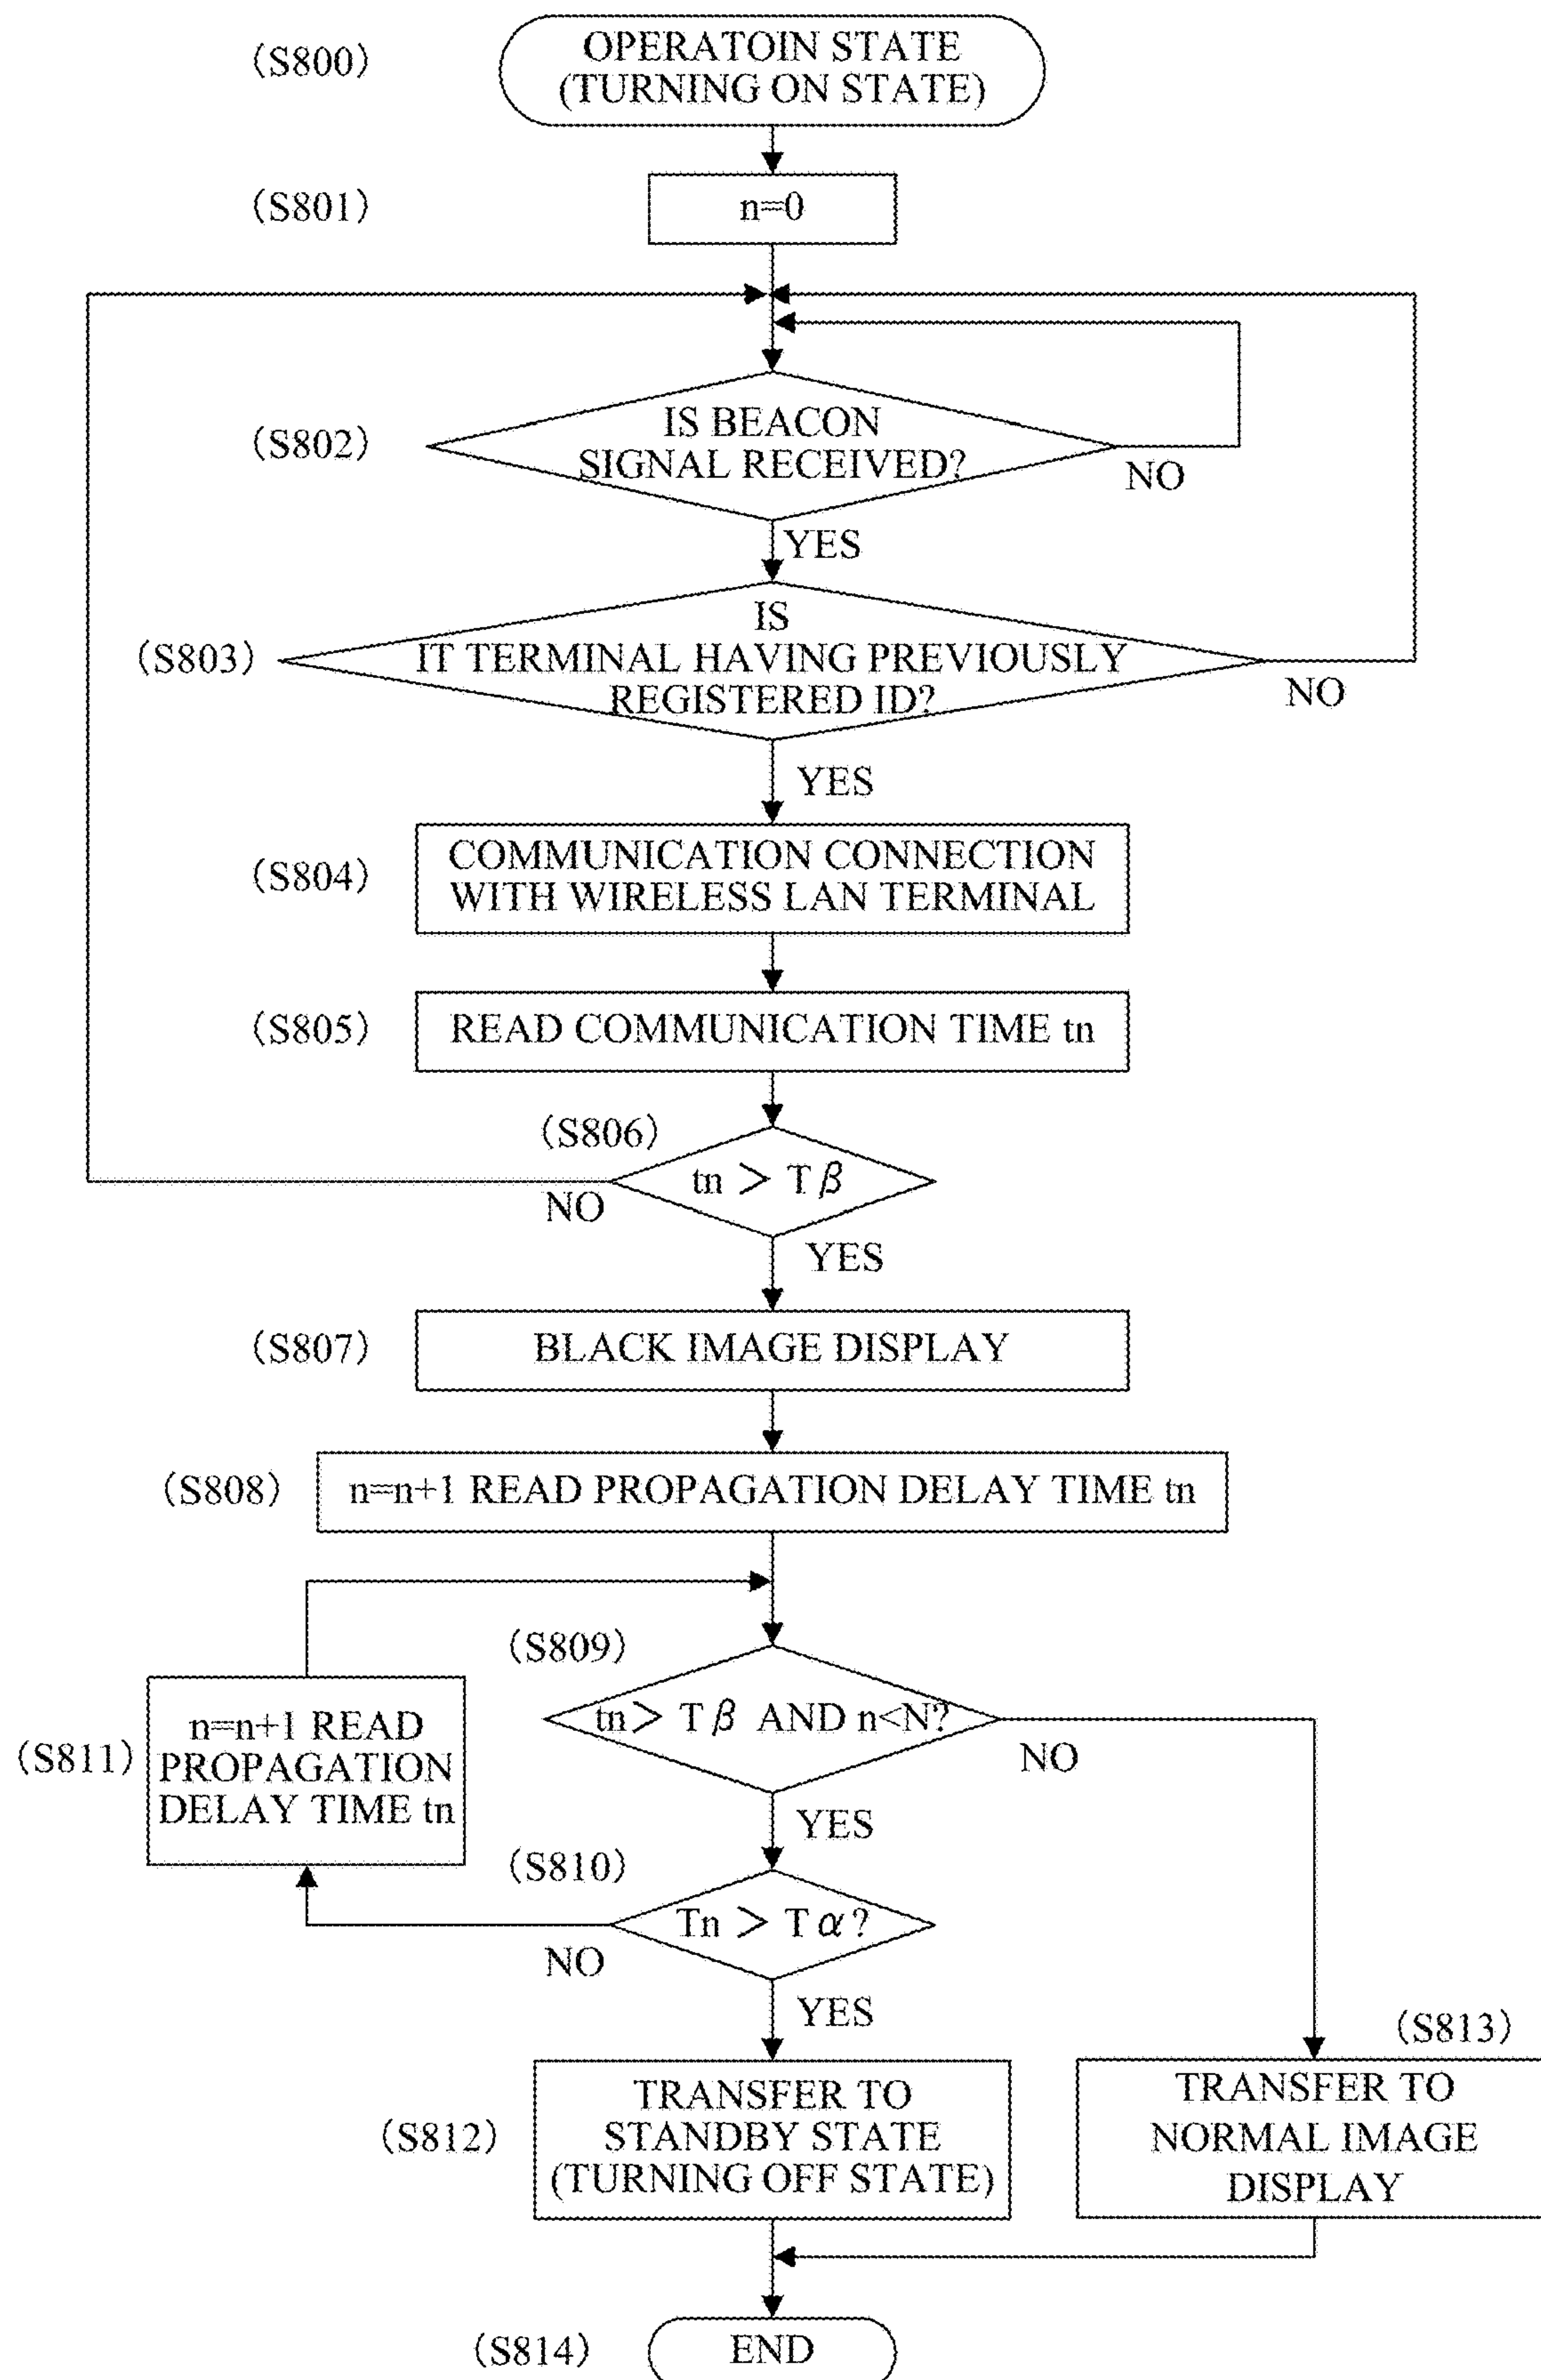 (S800)
OPERATOIN STATE
(TURNING ON STATE)
(S801)
n=0
(S802)
IS BEACON
SIGNAL RECEIVED?
NO
YES
(S803)
IS
IT TERMINAL HAVING PREVIOUSLY
REGISTERED ID?
NO
YES
(S804)
COMMUNICATION CONNECTION
WITH WIRELESS LAN TERMINAL
(S805)
READ COMMUNICATION TIME tn
(S806)
tn > Tβ
NO
YES
(S807)
BLACK IMAGE DISPLAY
(S808)
n=n+1 READ PROPAGATION DELAY TIME tn
(S809)
tn> Tβ AND n<N?
NO
YES
(S811)
n=n+1 READ
PROPAGATION
DELAY TIME tn
(S810)
Tn > Tα?
NO
YES
(S812)
TRANSFER TO
STANDBY STATE
(TURNING OFF STATE)
(S813)
TRANSFER TO
NORMAL IMAGE
DISPLAY
(S814)
END